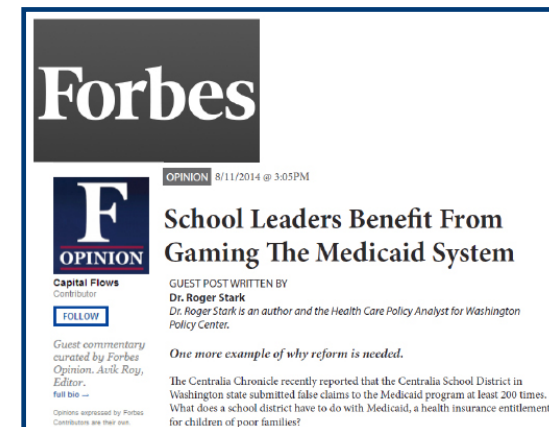 Forbes
OPINION 8/11/2014 @ 3:05PM
F
OPINION
Capital Flows
Contributor
FOLLOW
Guest commentary
curated by Forbes
Opinion. Avik Roy,
Editor.
full bio →
Opinions expressed by Forbes
Contributors are their own.
School Leaders Benefit From
Gaming The Medicaid System
GUEST POST WRITTEN BY
Dr. Roger Stark
Dr. Roger Stark is an author and the Health Care Policy Analyst for Washington
Policy Center.
One more example of why reform is needed.
The Centralia Chronicle recently reported that the Centralia School District in
Washington state submitted false claims to the Medicaid program at least 200 times.
What does a school district have to do with Medicaid, a health insurance entitlement
for children of poor families?